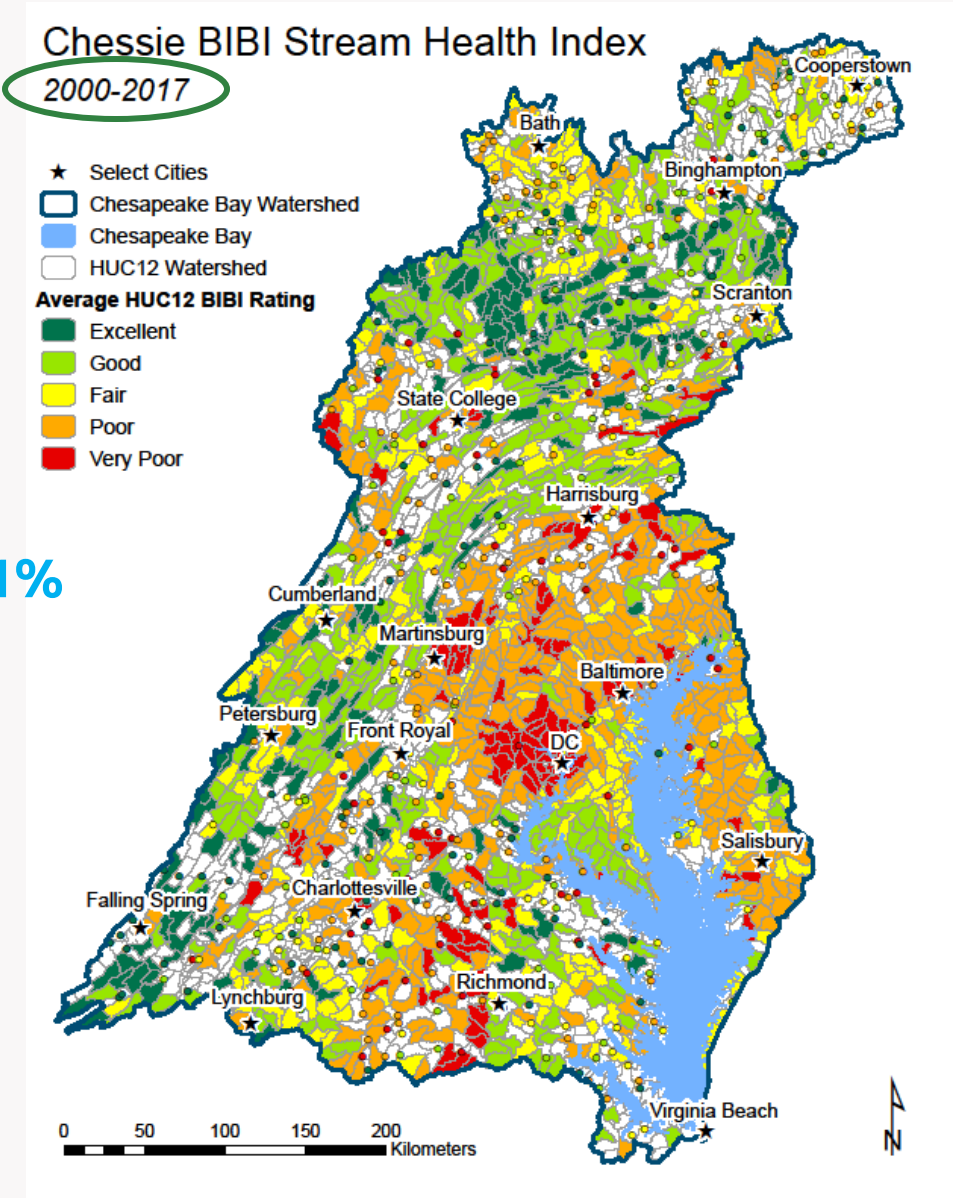 Chessie BIBI Stream Health Index
2000-2017
Select Cities
Chesapeake Bay Watershed
Chesapeake Bay
HUC12 Watershed
Average HUC12 BIBI Rating
Excellent
Good
Fair
Poor
Very Poor
Cooperstown
Bath
Binghampton
Scranton
State College
Harrisburg
1%
Cumberland
Martinsburg
Baltimore
Petersburg
Front Royal
DC
Salisbury
Charlottesville
Falling Spring
Richmond
Lynchburg
Virginia Beach
0 50 100 150 200
Kilometers
N